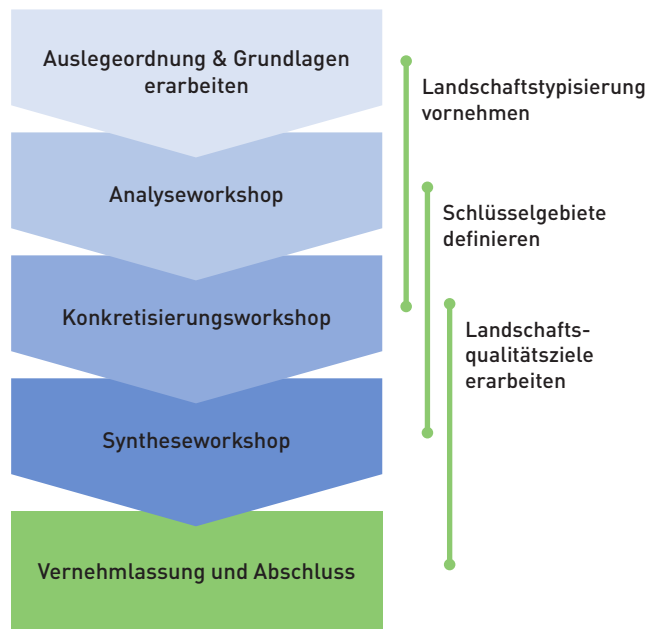 Auslegeordnung & Grundlagen
erarbeiten
Landschaftstypisierung
vornehmen
Analyseworkshop
Schlüsselgebiete
definieren
Konkretisierungsworkshop
Landschafts-
qualitätsziele
erarbeiten
Syntheseworkshop
Vernehmlassung und Abschluss